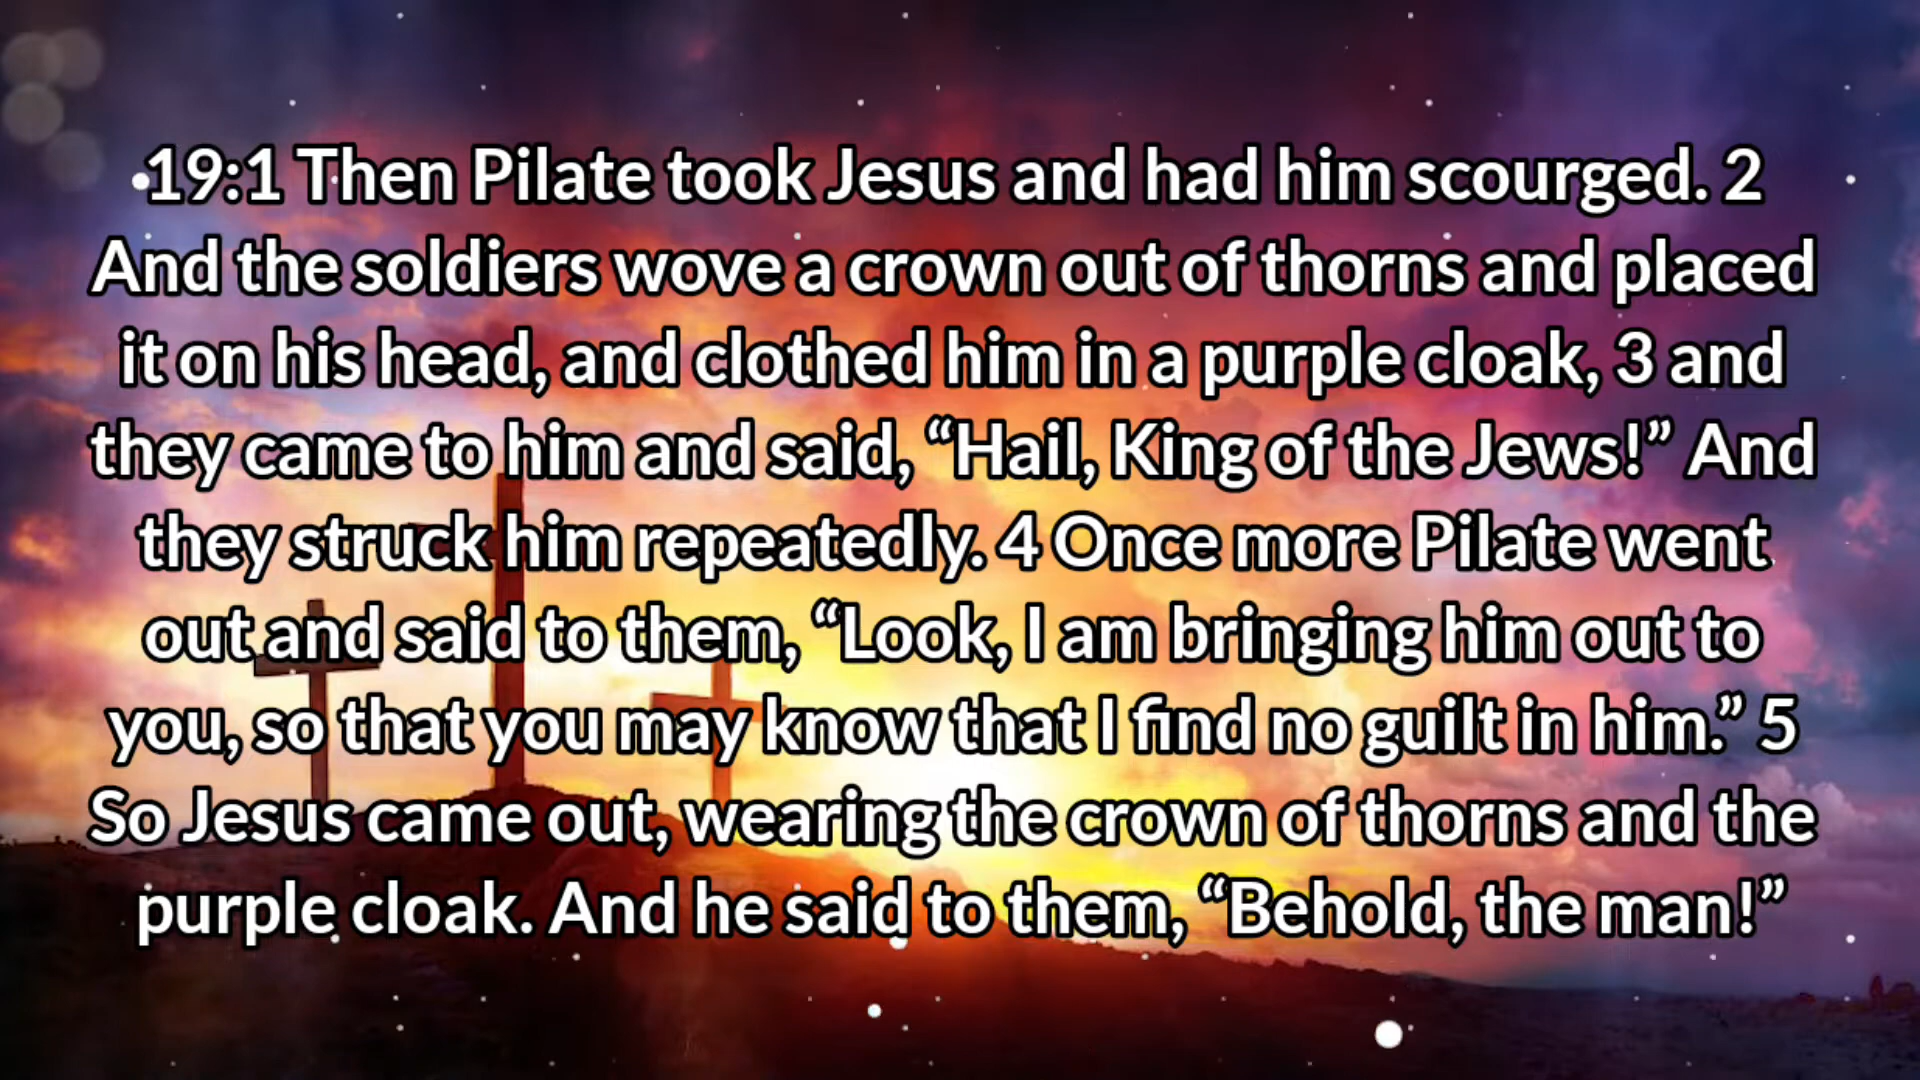 19:1 Then Pilate took Jesus and had him scourged. 2
And the soldiers wove a crown out of thorns and placed
it on his head, and clothed him in a purple cloak, 3 and
they came to him and said, “Hail, King of the Jews!” And
they struck him repeatedly. 4 Once more Pilate went
out and said to them, “Look, I am bringing him out to
you, so that you may know that I find no guilt in him.” 5
So Jesus came out, wearing the crown of thorns and the
purple cloak. And he said to them, “Behold, the man!”